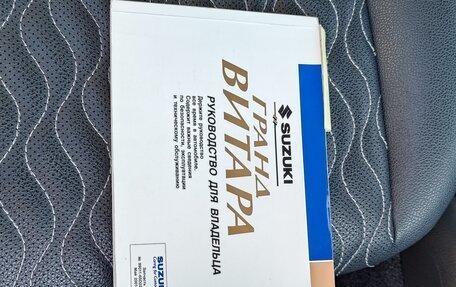 SUZUKI
ГРАНД
ВИТАРА
РУКОВОДСТВО ДЛЯ ВЛАДЕЛЬЦА
Держите руководство
все время в автомобиле.
Содержит важные сведения
по безопасности, эксплуатации
и техническому обслуживанию
SUZUKI